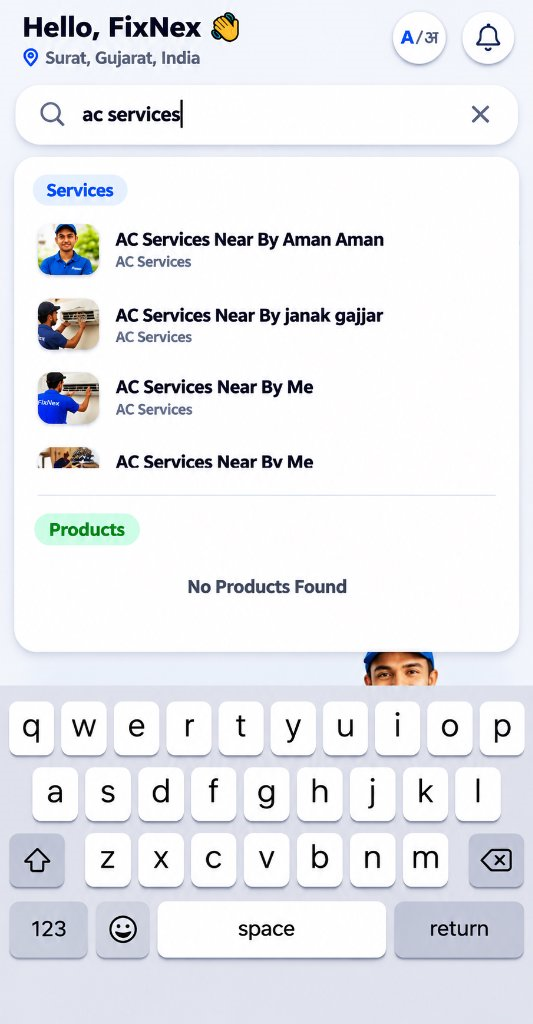 Hello, FixNex 👋
A/अ
Surat, Gujarat, India
ac services
Services
AC Services Near By Aman Aman
AC Services
AC Services Near By janak gajjar
AC Services
FixNex
AC Services Near By Me
AC Services
AC Services Near By Me
Products
No Products Found
q w e r t y u i o p
a s d f g h j k l
z x c v b n m
123 space return